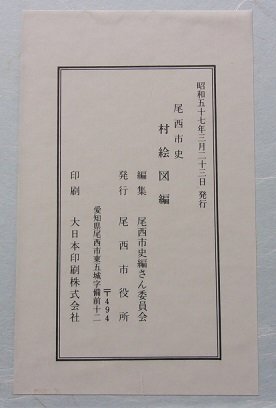 昭和五十七年三月二十三日 発行
尾西市史
村絵図編
編集 尾西市史編さん委員会
発行 尾西市役所
〒494
愛知県尾西市東五城字備前十二
印刷 大日本印刷株式会社